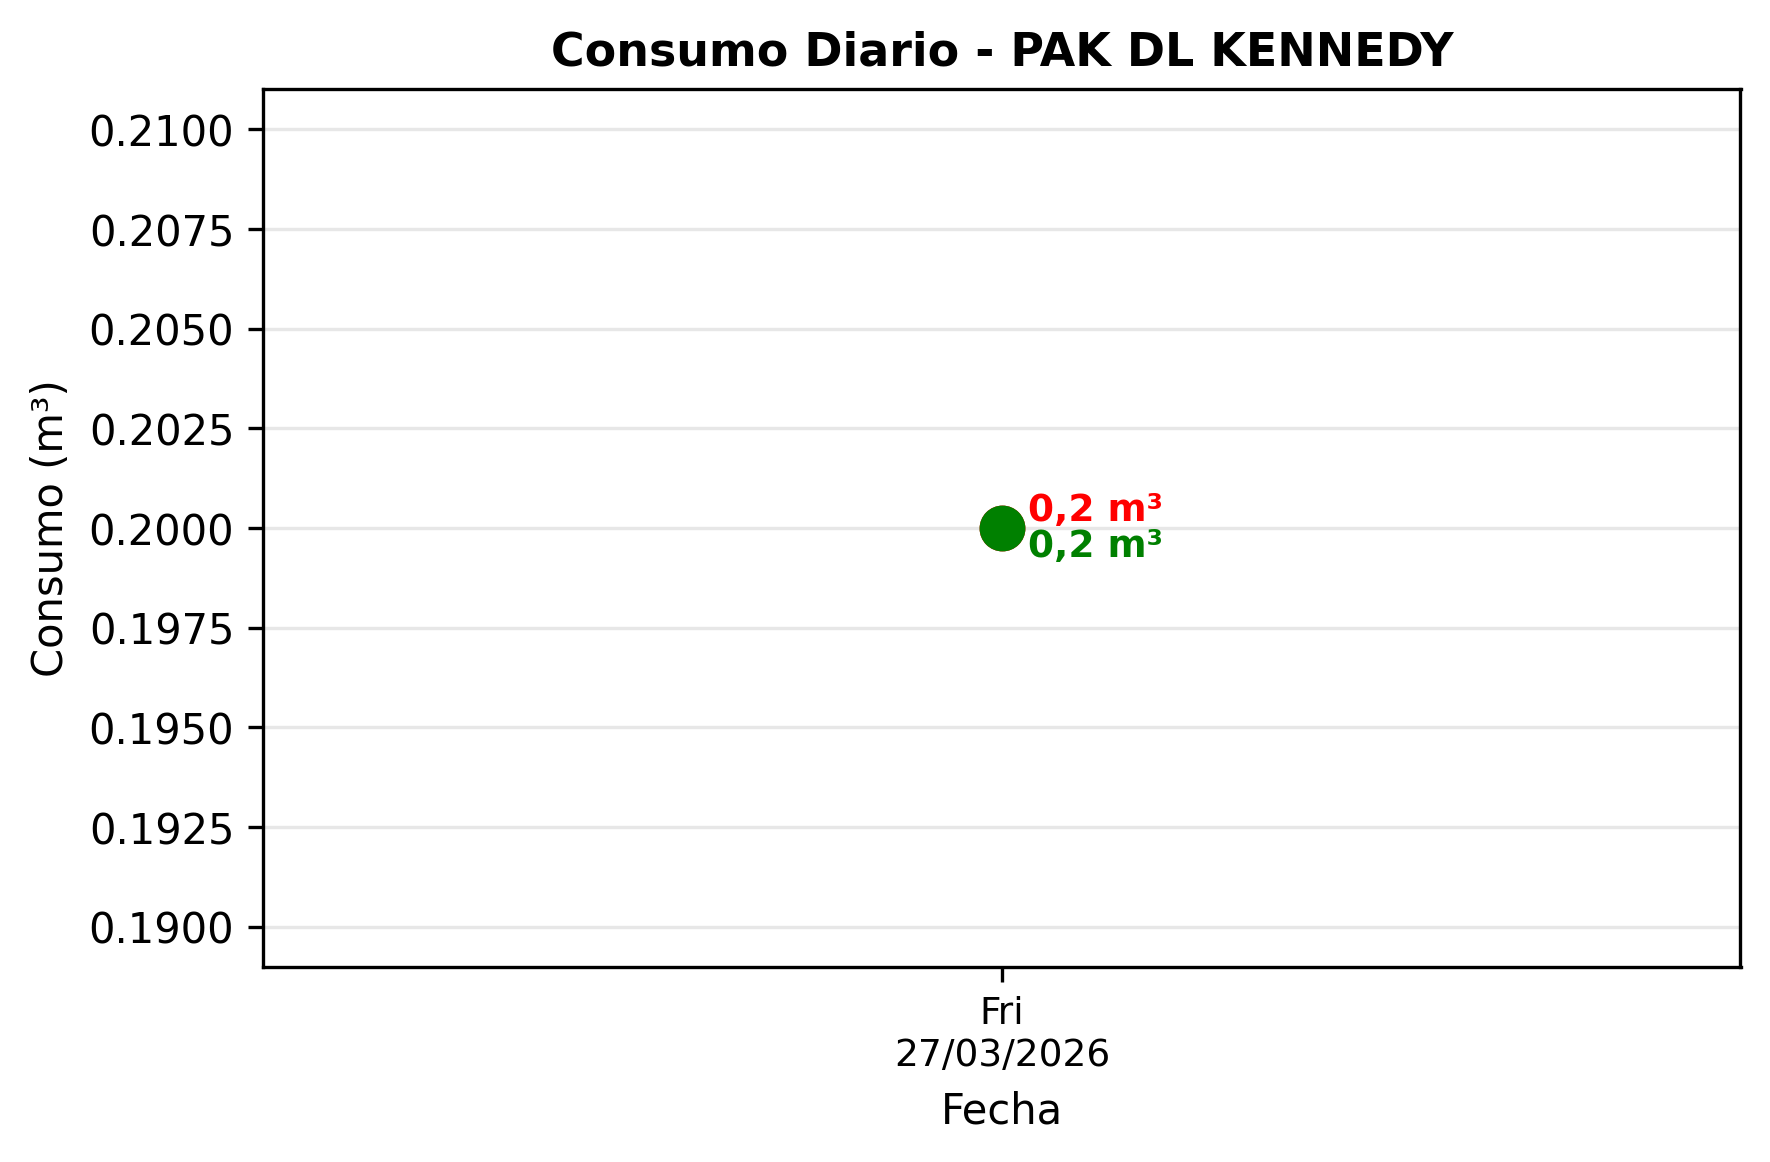 Consumo Diario - PAK DL KENNEDY
0.2100
0.2075
0.2050
0.2025
0.2000
0.1975
0.1950
0.1925
0.1900
Consumo (m³)
0,2 m³
0,2 m³
Fri
27/03/2026
Fecha